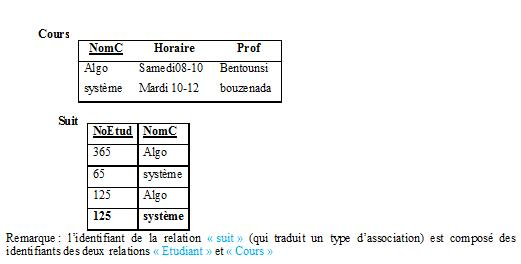 Cours
NomC Horaire Prof
Algo Samedi08-10 Bentounsi
système Mardi 10-12 bouzenada
Suit
NoEtud NomC
365 Algo
65 système
125 Algo
125 système
Remarque : l'identifiant de la relation « suit » (qui traduit un type d'association) est composé des
identifiants des deux relations « Etudiant » et « Cours »